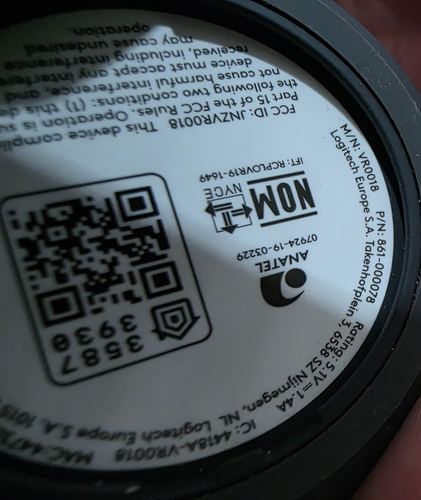 M/N: VR0018 P/N: 861-000078
Logitech Europe S.A. Takenhofplein 3, 6538 SZ Nijmegen, NL Logitech Europe S.A. 1015
Rating: 5.1V⎓1.4A
IC: 4418A-VR0018 MAC:
ANATEL
07924-19-03229
NOM
NYCE
IFT: RCPLOVR19-1649
3587
3930
FCC ID: JNZVR0018 This device
Part 15 of the FCC Rules. Operation is
the following two conditions: (1) this
not cause harmful interference, and
device must accept any
received, including interference
may cause undesired
operation.